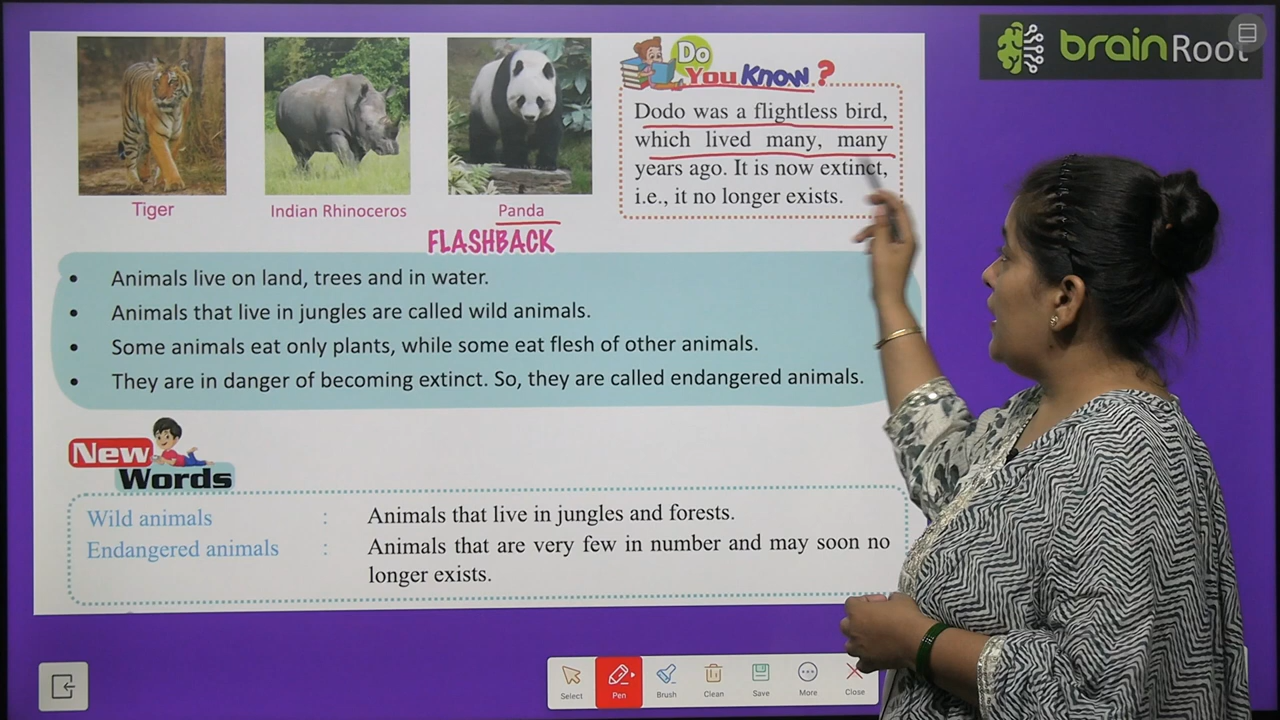 brainRoot
Do
You Know ?
Dodo was a flightless bird,
which lived many, many
years ago. It is now extinct,
i.e., it no longer exists.
Tiger
Indian Rhinoceros
Panda
FLASHBACK
• Animals live on land, trees and in water.
• Animals that live in jungles are called wild animals.
• Some animals eat only plants, while some eat flesh of other animals.
• They are in danger of becoming extinct. So, they are called endangered animals.
New
Words
Wild animals : Animals that live in jungles and forests.
Endangered animals : Animals that are very few in number and may soon no
longer exists.
Select
Pen
Brush
Clean
Save
More
Close